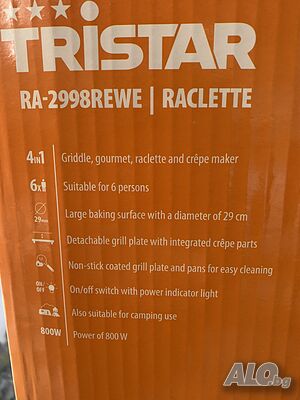 TRISTAR
RA-2998REWE | RACLETTE
4IN1 Griddle, gourmet, raclette and crêpe maker
6x Suitable for 6 persons
29mm Large baking surface with a diameter of 29 cm
Detachable grill plate with integrated crêpe parts
Non-stick coated grill plate and pans for easy cleaning
ON/OFF On/off switch with power indicator light
Also suitable for camping use
800W Power of 800 W
ALO.bg